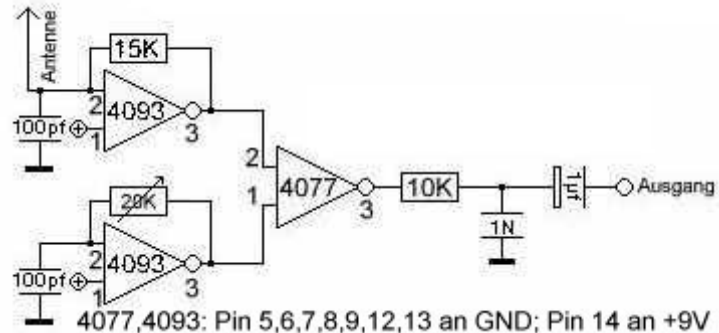 Antenne
15K
2
4093
100pf
1
3
2
4077
1
3
10K
1µf
Ausgang
1N
20K
2
4093
100pf
1
3
4077,4093: Pin 5,6,7,8,9,12,13 an GND: Pin 14 an +9V